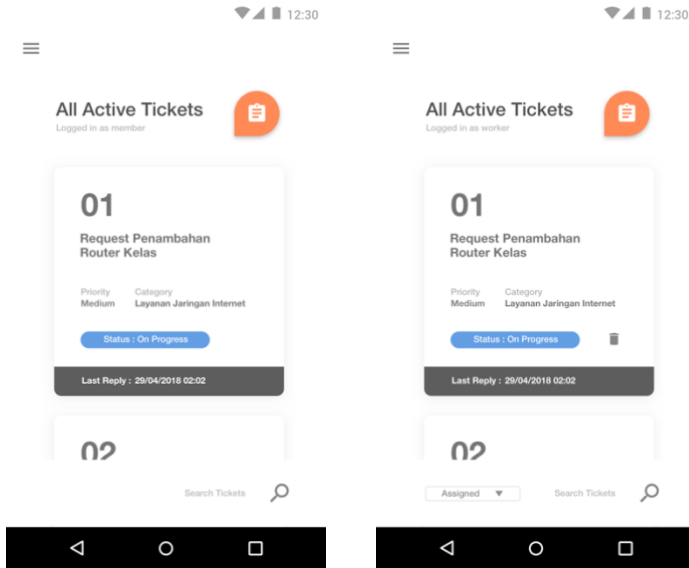 12:30
All Active Tickets
Logged in as member
01
Request Penambahan
Router Kelas
Priority Category
Medium Layanan Jaringan Internet
Status : On Progress
Last Reply : 29/04/2018 02:02
02
Search Tickets
12:30
All Active Tickets
Logged in as worker
01
Request Penambahan
Router Kelas
Priority Category
Medium Layanan Jaringan Internet
Status : On Progress
Last Reply : 29/04/2018 02:02
02
Assigned
Search Tickets